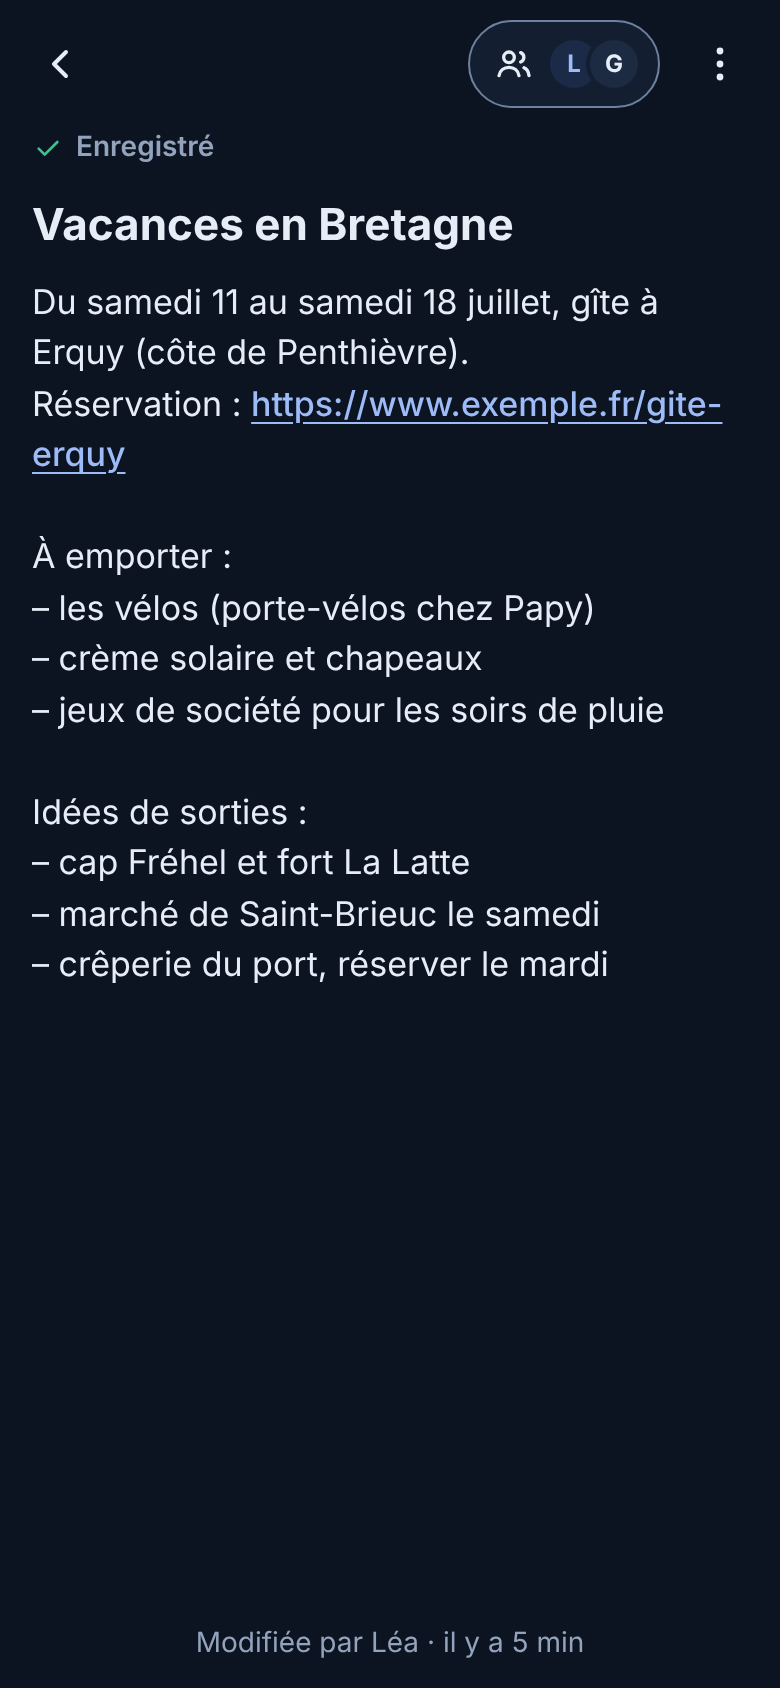 L G
Enregistré
Vacances en Bretagne
Du samedi 11 au samedi 18 juillet, gîte à
Erquy (côte de Penthièvre).
Réservation : https://www.exemple.fr/gite-
erquy
À emporter :
– les vélos (porte-vélos chez Papy)
– crème solaire et chapeaux
– jeux de société pour les soirs de pluie
Idées de sorties :
– cap Fréhel et fort La Latte
– marché de Saint-Brieuc le samedi
– crêperie du port, réserver le mardi
Modifiée par Léa · il y a 5 min